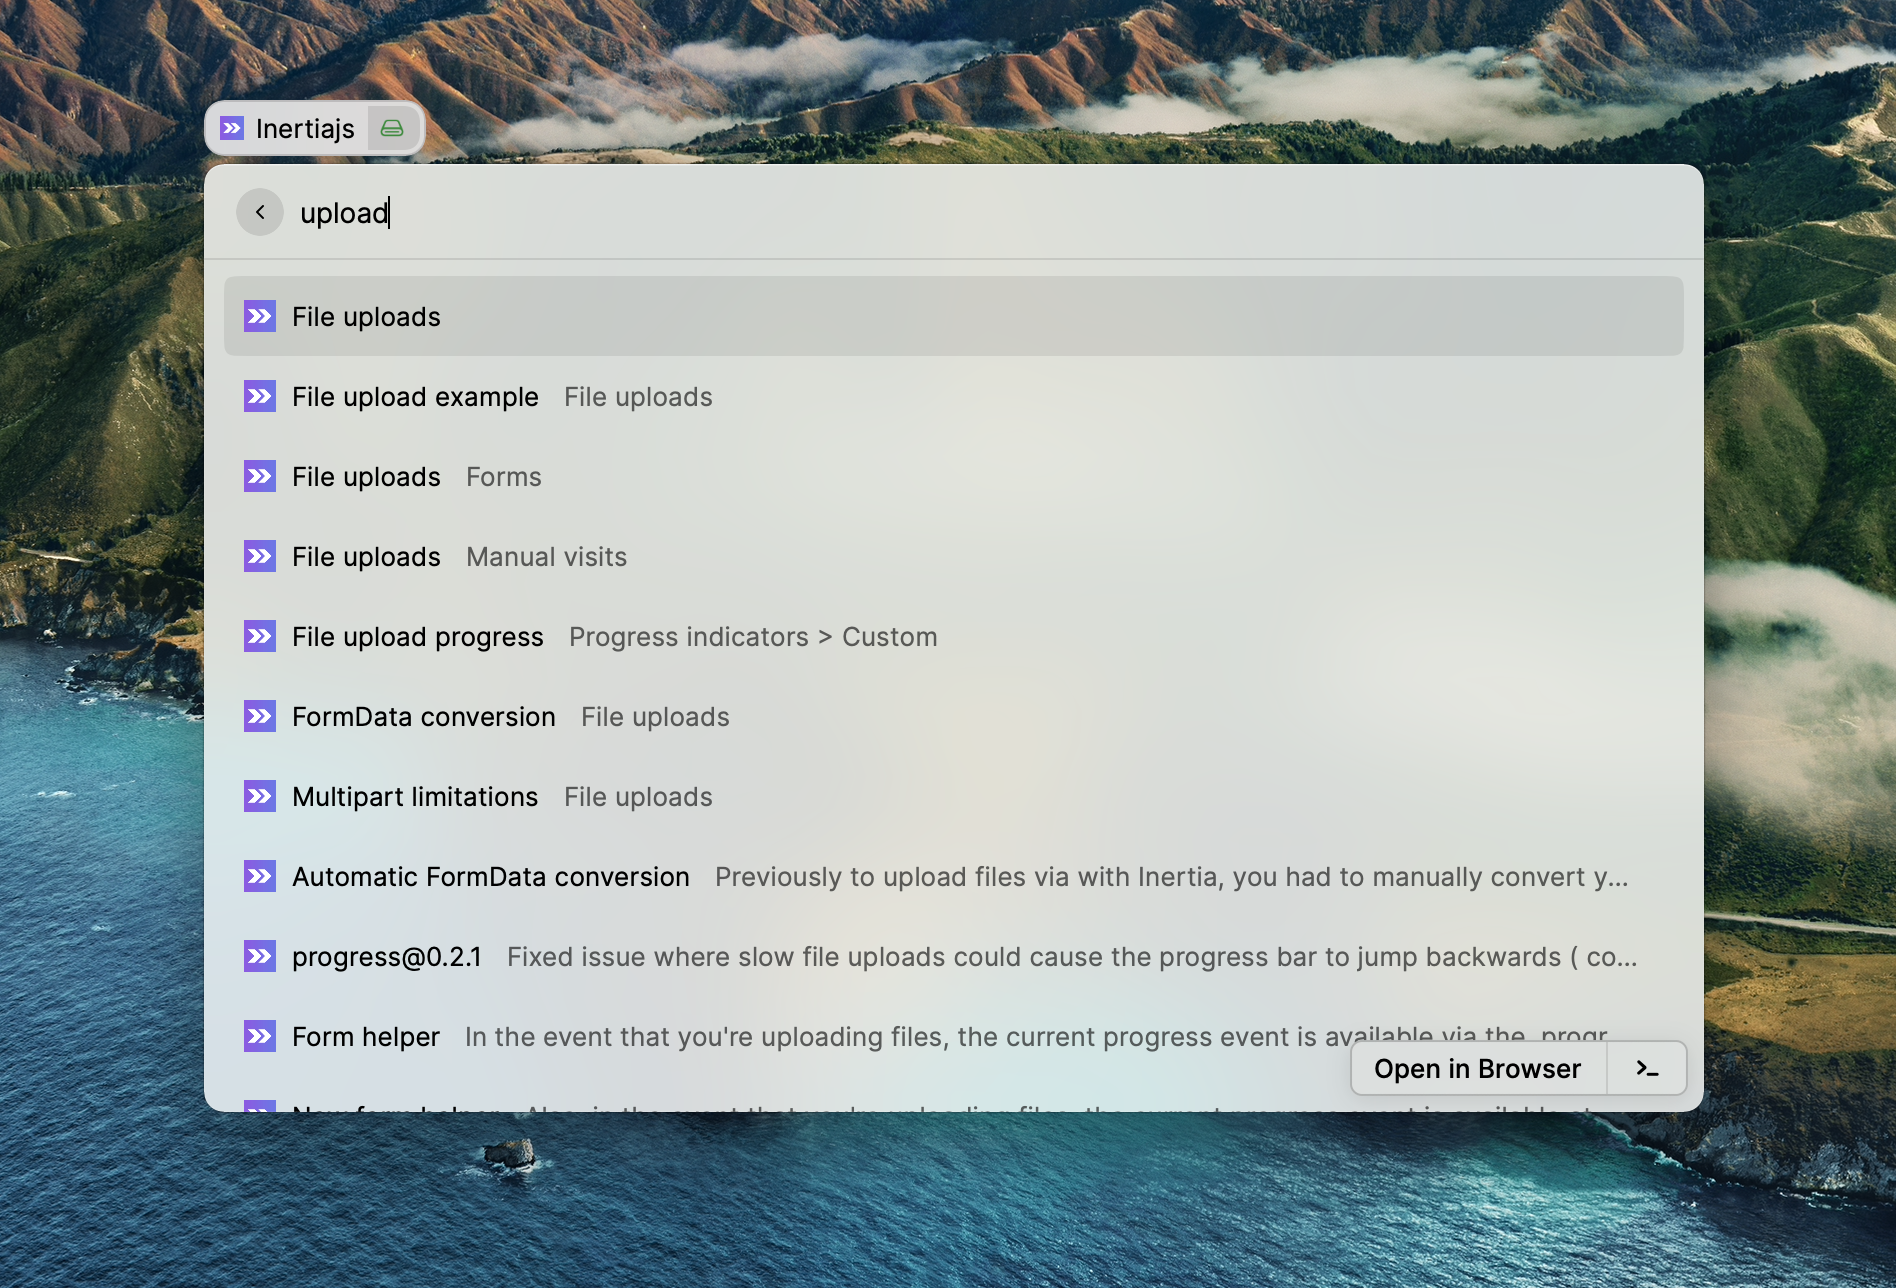 Inertiajs
upload
File uploads
File upload example File uploads
File uploads Forms
File uploads Manual visits
File upload progress Progress indicators > Custom
FormData conversion File uploads
Multipart limitations File uploads
Automatic FormData conversion Previously to upload files via with Inertia, you had to manually convert y...
progress@0.2.1 Fixed issue where slow file uploads could cause the progress bar to jump backwards ( co...
Form helper In the event that you're uploading files, the current progress event is available via the progr
Open in Browser